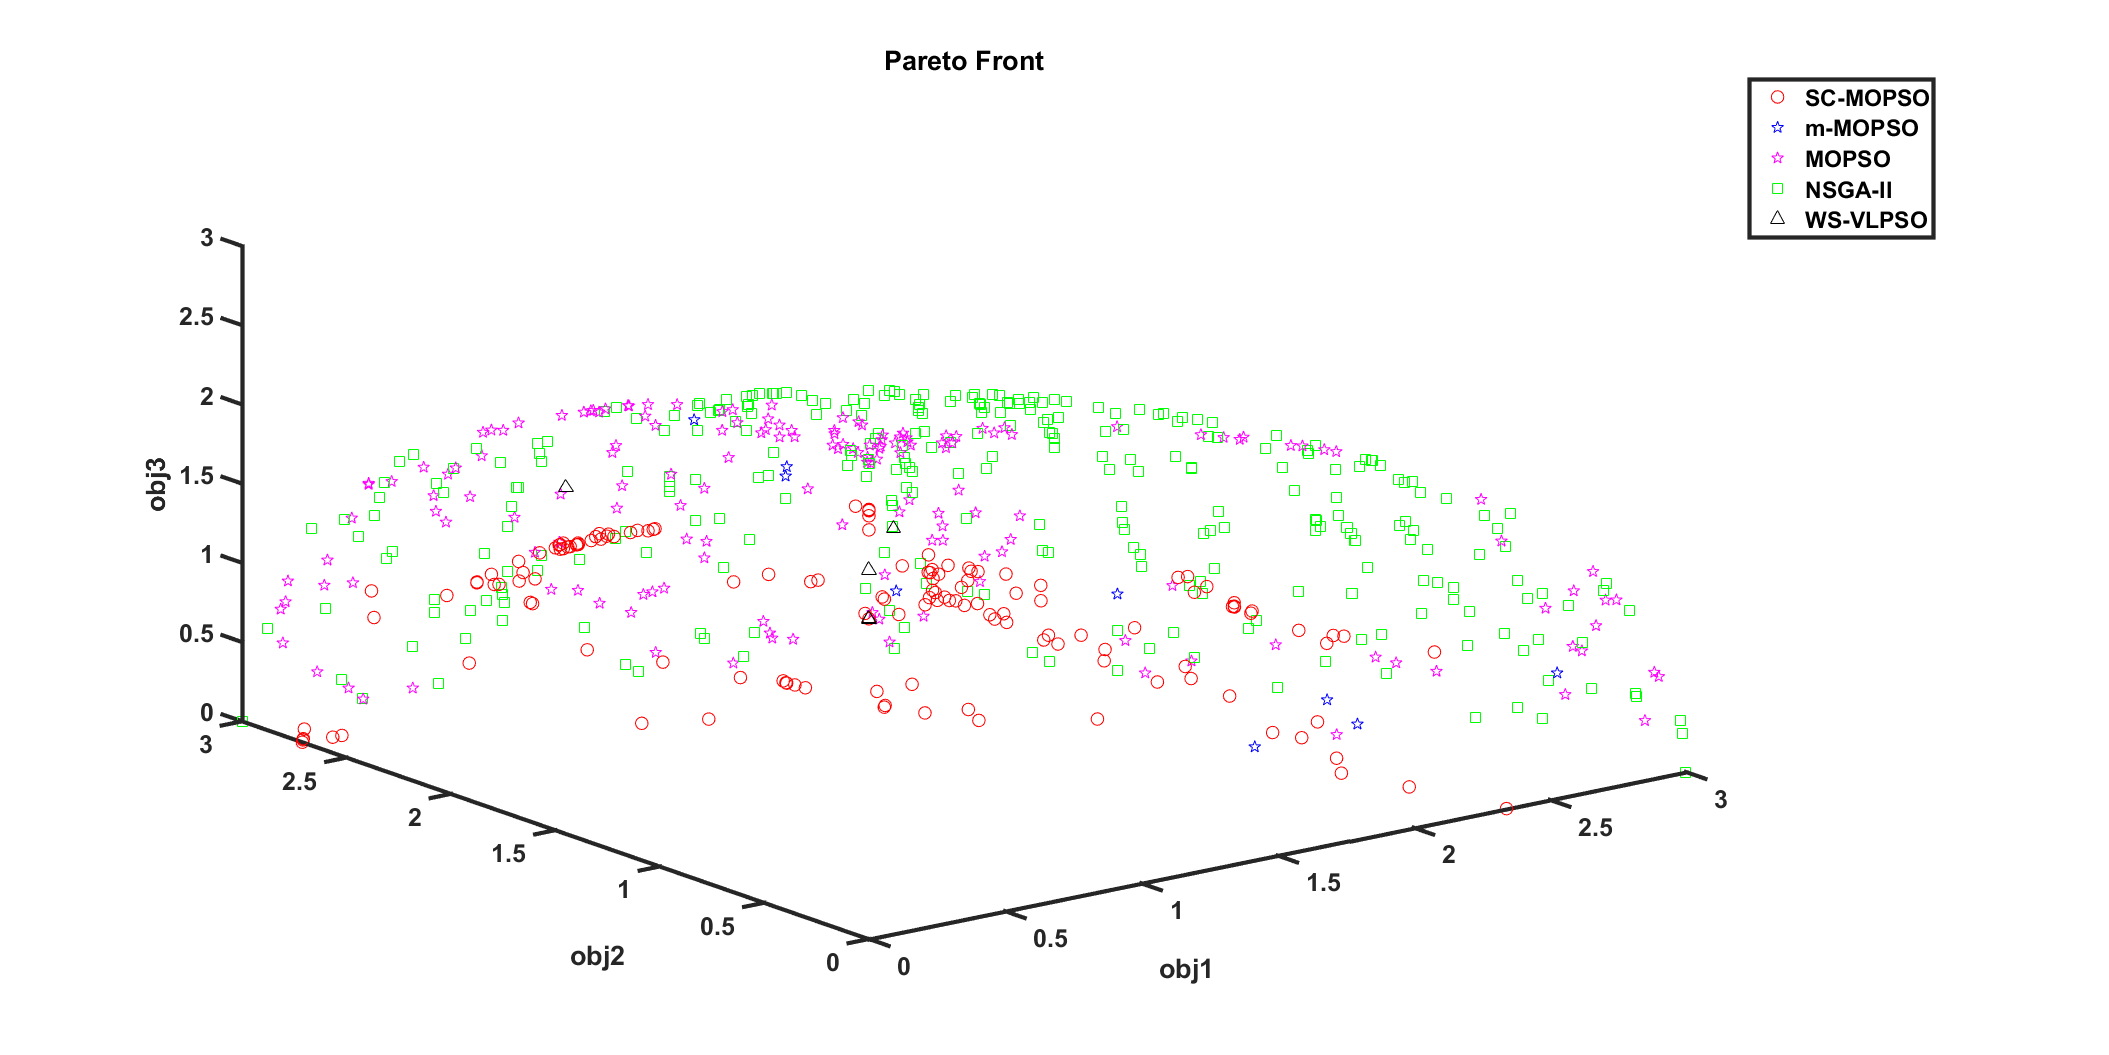 Pareto Front
SC-MOPSO
m-MOPSO
MOPSO
NSGA-II
WS-VLPSO
3
2.5
2
1.5
1
0.5
0
obj3
3
2.5
2
1.5
1
0.5
0
obj2
0
0.5
1
1.5
2
2.5
3
obj1